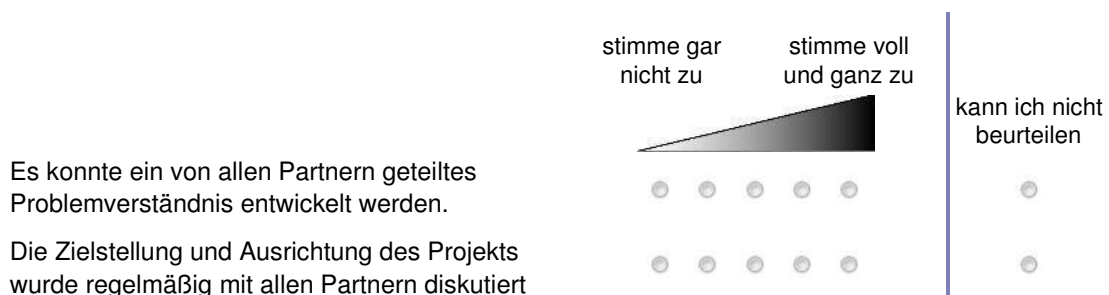 stimme gar
nicht zu
stimme voll
und ganz zu
kann ich nicht
beurteilen
Es konnte ein von allen Partnern geteiltes
Problemverständnis entwickelt werden.
Die Zielstellung und Ausrichtung des Projekts
wurde regelmäßig mit allen Partnern diskutiert